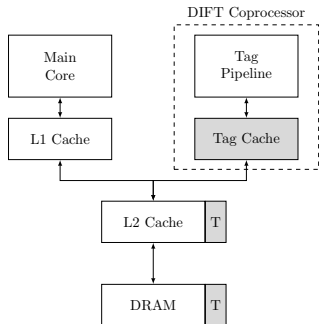 DIFT Coprocessor
Main
Core
Tag
Pipeline
L1 Cache
Tag Cache
L2 Cache
T
DRAM
T